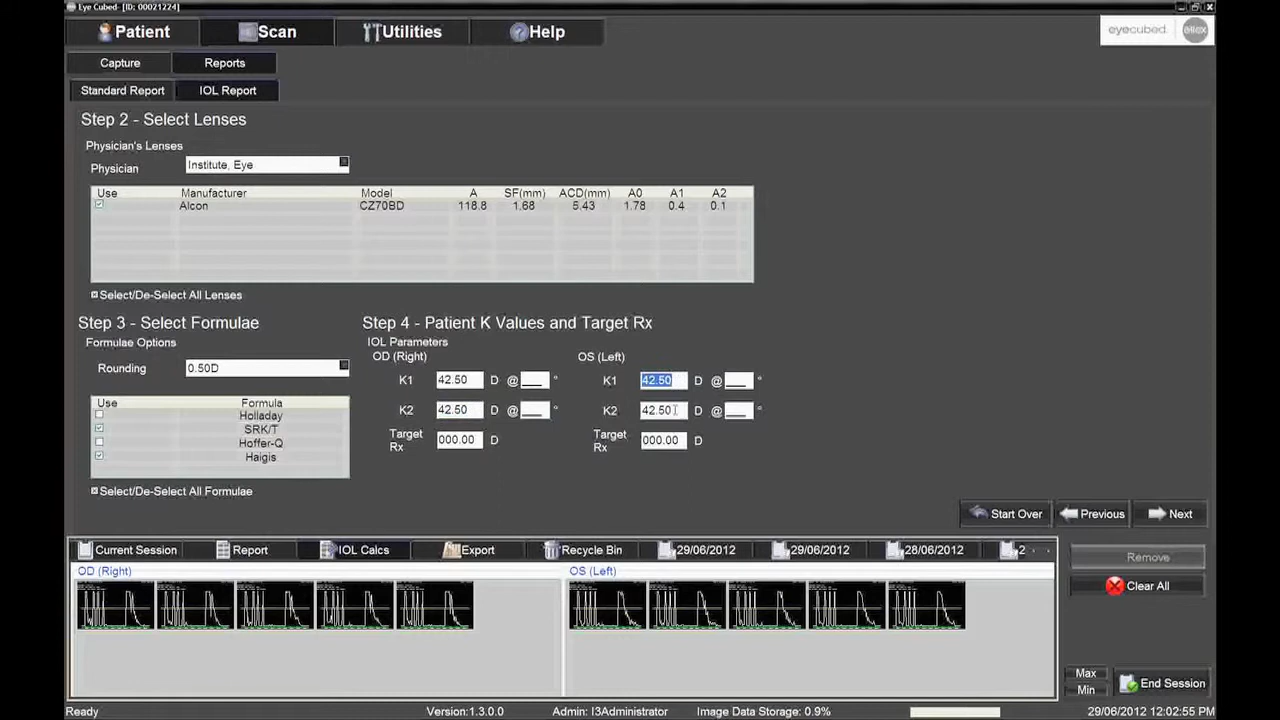 Eye Cubed- [ID: 00021224]
Patient Scan Utilities Help
eyecubed. ellex
Capture Reports
Standard Report IOL Report
Step 2 - Select Lenses
Physician's Lenses
Physician Institute, Eye
Use Manufacturer Model A SF(mm) ACD(mm) A0 A1 A2
Alcon CZ70BD 118.8 1.68 5.43 1.78 0.4 0.1
Select/De-Select All Lenses
Step 3 - Select Formulae
Formulae Options
Rounding 0.50D
Use Formula
Holladay
SRK/T
Hoffer-Q
Haigis
Select/De-Select All Formulae
Step 4 - Patient K Values and Target Rx
IOL Parameters
OD (Right) OS (Left)
K1 42.50 D @ ___ ° K1 42.50 D @ ___ °
K2 42.50 D @ ___ ° K2 42.50 D @ ___ °
Target Rx 000.00 D Target Rx 000.00 D
Start Over Previous Next
Current Session Report IOL Calcs Export Recycle Bin 29/06/2012 29/06/2012 28/06/2012 2
OD (Right) OS (Left)
Remove
Clear All
Max
Min
End Session
Ready Version:1.3.0.0 Admin: I3Administrator Image Data Storage: 0.9% 29/06/2012 12:02:55 PM